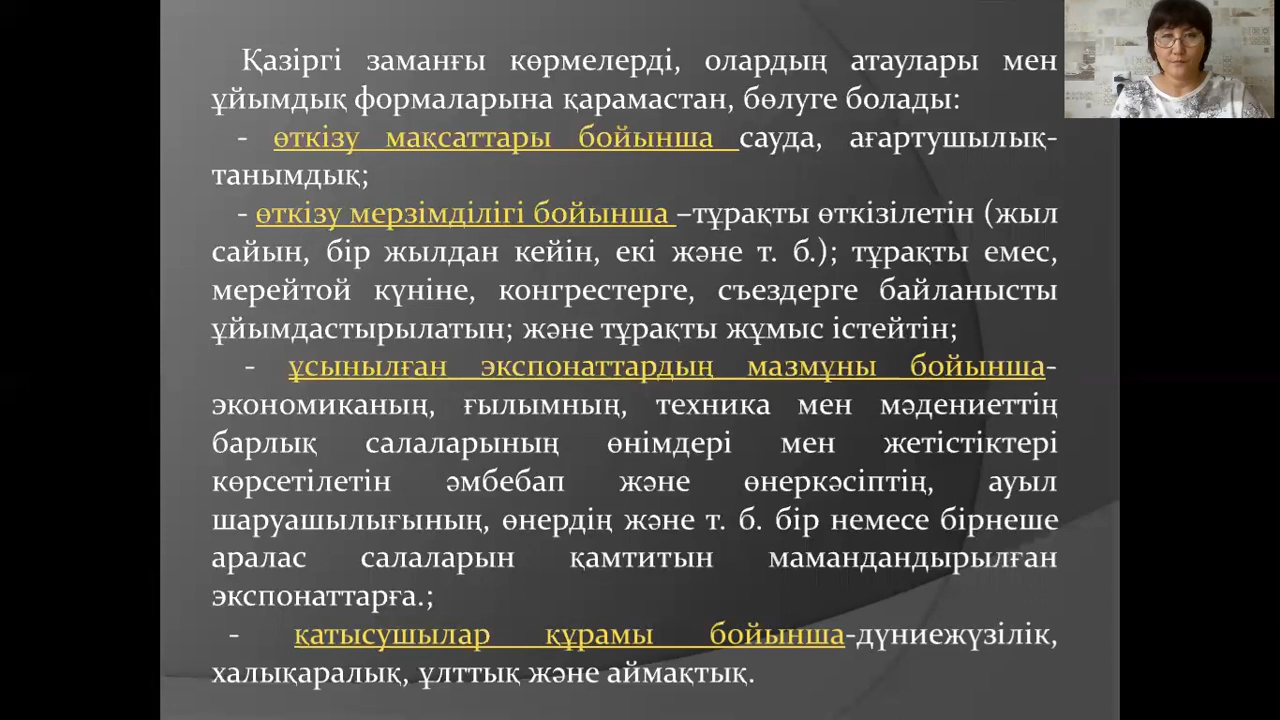 Қазіргі заманғы көрмелерді, олардың атаулары мен
ұйымдық формаларына қарамастан, бөлуге болады:
- өткізу мақсаттары бойынша сауда, ағартушылық-
танымдық;
- өткізу мерзімділігі бойынша –тұрақты өткізілетін (жыл
сайын, бір жылдан кейін, екі және т. б.); тұрақты емес,
мерейтой күніне, конгрестерге, съездерге байланысты
ұйымдастырылатын; және тұрақты жұмыс істейтін;
- ұсынылған экспонаттардың мазмұны бойынша-
экономиканың, ғылымның, техника мен мәдениеттің
барлық салаларының өнімдері мен жетістіктері
көрсетілетін әмбебап және өнеркәсіптің, ауыл
шаруашылығының, өнердің және т. б. бір немесе бірнеше
аралас салаларын қамтитын мамандандырылған
экспонаттарға.;
- қатысушылар құрамы бойынша-дүниежүзілік,
халықаралық, ұлттық және аймақтық.